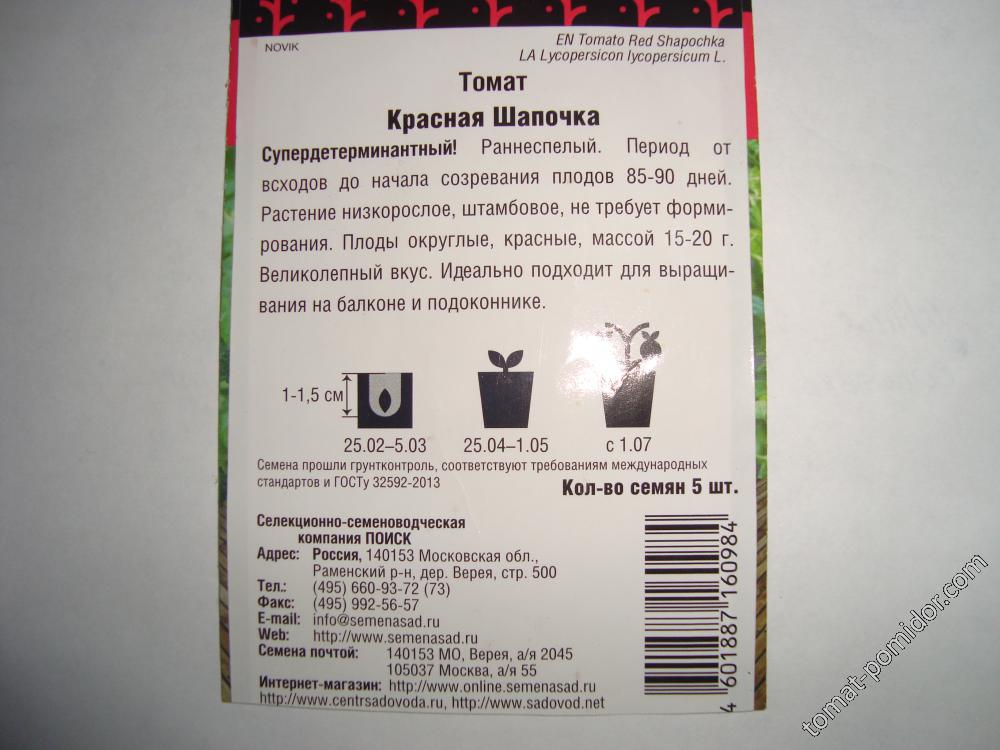 NOVIK
EN Tomato Red Shapochka
LA Lycopersicon lycopersicum L.
Томат
Красная Шапочка
Супердетерминантный! Раннеспелый. Период от
всходов до начала созревания плодов 85-90 дней.
Растение низкорослое, штамбовое, не требует форми-
рования. Плоды округлые, красные, массой 15-20 г.
Великолепный вкус. Идеально подходит для выращи-
вания на балконе и подоконнике.
1-1,5 см
25.02–5.03 25.04–1.05 с 1.07
Семена прошли грунтконтроль, соответствуют требованиям международных
стандартов и ГОСТу 32592-2013
Кол-во семян 5 шт.
Селекционно-семеноводческая
компания ПОИСК
Адрес: Россия, 140153 Московская обл.,
Раменский р-н, дер. Верея, стр. 500
Тел.: (495) 660-93-72 (73)
Факс: (495) 992-56-57
E-mail: info@semenasad.ru
Web: http://www.semenasad.ru
Семена почтой: 140153 МО, Верея, а/я 2045
105037 Москва, а/я 55
Интернет-магазин: http://www.online.semenasad.ru
http://www.centrsadovoda.ru, http://www.sadovod.net
4 601887 160984
tomat-pomidor.com